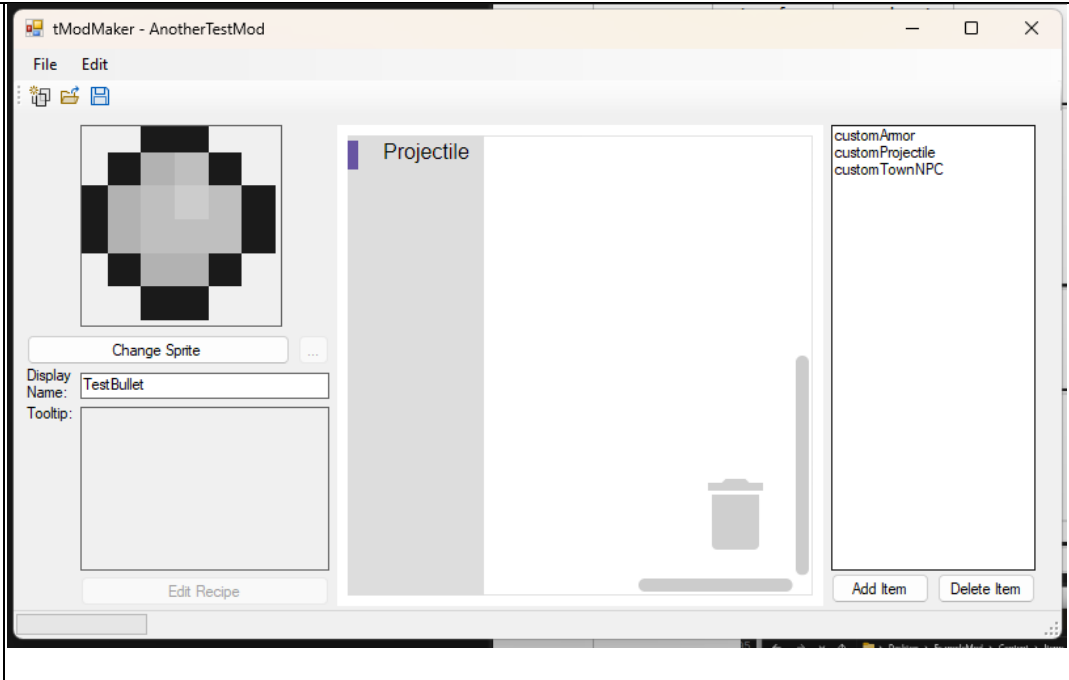 tModMaker - AnotherTestMod
File Edit
Change Sprite ...
Display
Name: TestBullet
Tooltip:
Edit Recipe
Projectile
customArmor
customProjectile
customTownNPC
Add Item Delete Item